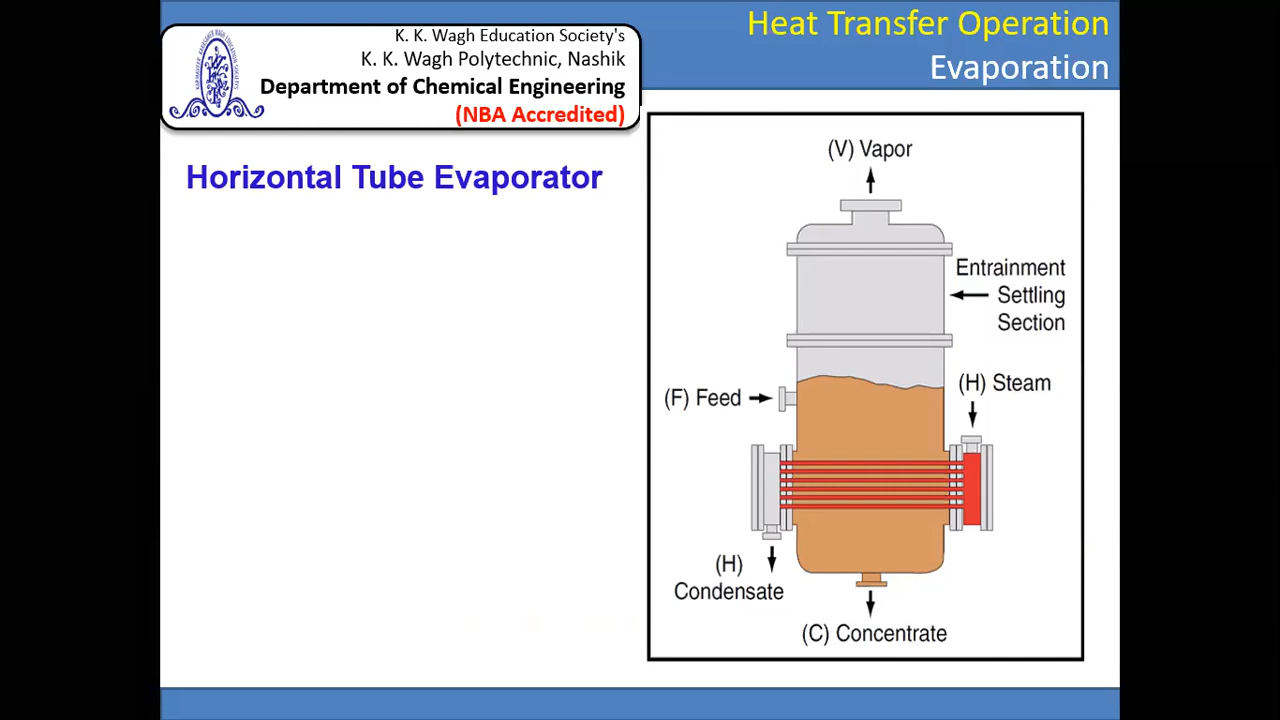 Heat Transfer Operation
Evaporation
K. K. Wagh Education Society's
K. K. Wagh Polytechnic, Nashik
Department of Chemical Engineering
(NBA Accredited)
Horizontal Tube Evaporator
(V) Vapor
Entrainment
Settling
Section
(F) Feed
(H) Steam
(H)
Condensate
(C) Concentrate